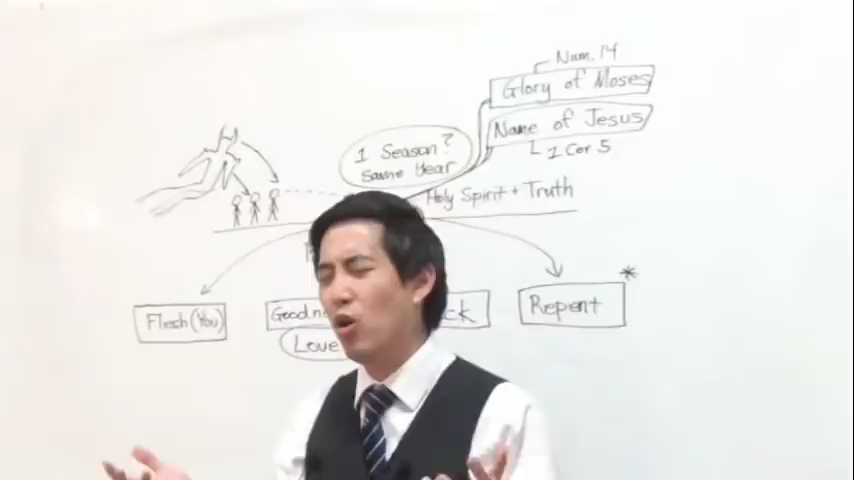 Num. 14
Glory of Moses
Name of Jesus
1 Cor 5
1 Season?
Same Year
Holy Spirit + Truth
Flesh (You)
Love
Repent *